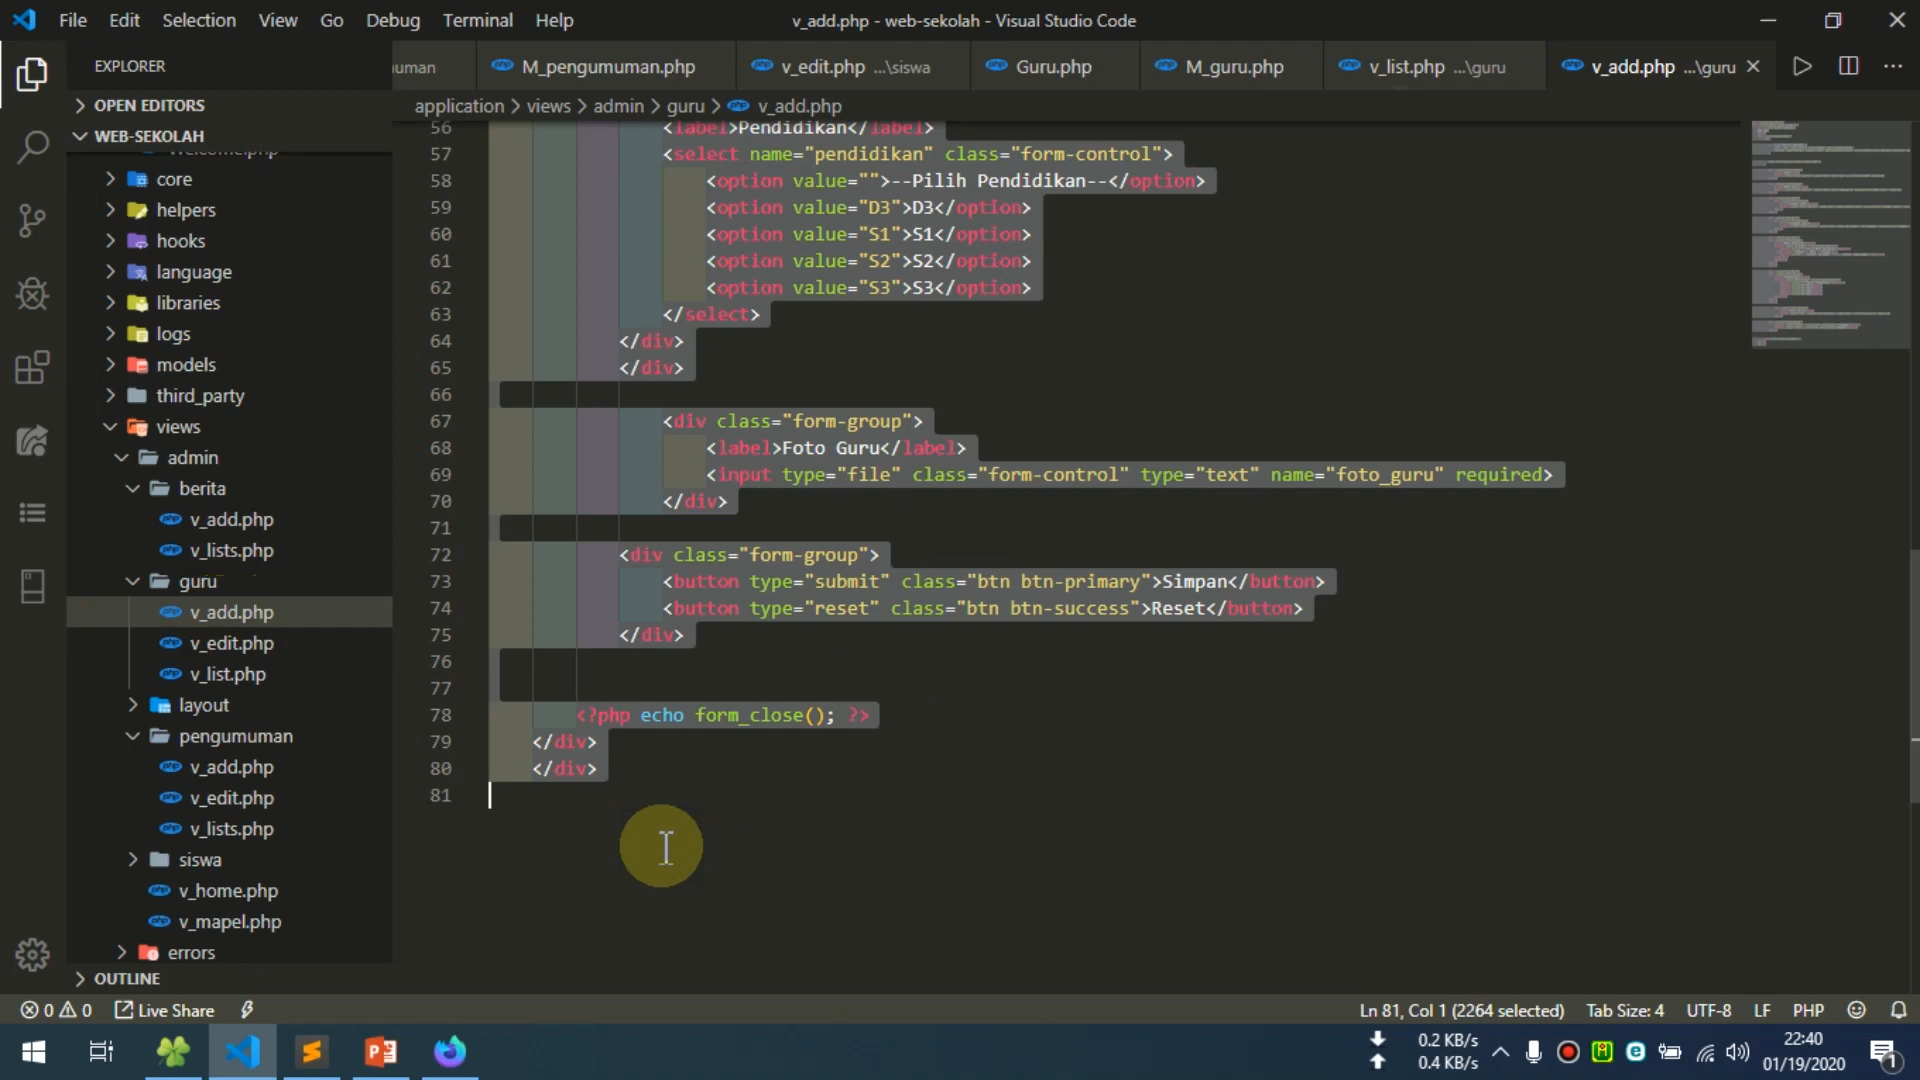 File Edit Selection View Go Debug Terminal Help
v_add.php - web-sekolah - Visual Studio Code
EXPLORER
uman
M_pengumuman.php
v_edit.php ...\siswa
Guru.php
M_guru.php
v_list.php ...\guru
v_add.php ...\guru
OPEN EDITORS
WEB-SEKOLAH
application > views > admin > guru > v_add.php
Welcome.php
core
helpers
hooks
language
libraries
logs
models
third_party
views
admin
berita
v_add.php
v_lists.php
guru
v_add.php
v_edit.php
v_list.php
layout
pengumuman
v_add.php
v_edit.php
v_lists.php
siswa
v_home.php
v_mapel.php
errors
OUTLINE
56 <label>Pendidikan</label>
57 <select name="pendidikan" class="form-control">
58 <option value="">--Pilih Pendidikan--</option>
59 <option value="D3">D3</option>
60 <option value="S1">S1</option>
61 <option value="S2">S2</option>
62 <option value="S3">S3</option>
63 </select>
64 </div>
65 </div>
66
67 <div class="form-group">
68 <label>Foto Guru</label>
69 <input type="file" class="form-control" type="text" name="foto_guru" required>
70 </div>
71
72 <div class="form-group">
73 <button type="submit" class="btn btn-primary">Simpan</button>
74 <button type="reset" class="btn btn-success">Reset</button>
75 </div>
76
77
78 <?php echo form_close(); ?>
79 </div>
80 </div>
81
0 0 Live Share
Ln 81, Col 1 (2264 selected) Tab Size: 4 UTF-8 LF PHP
0.2 KB/s
0.4 KB/s
22:40
01/19/2020
1